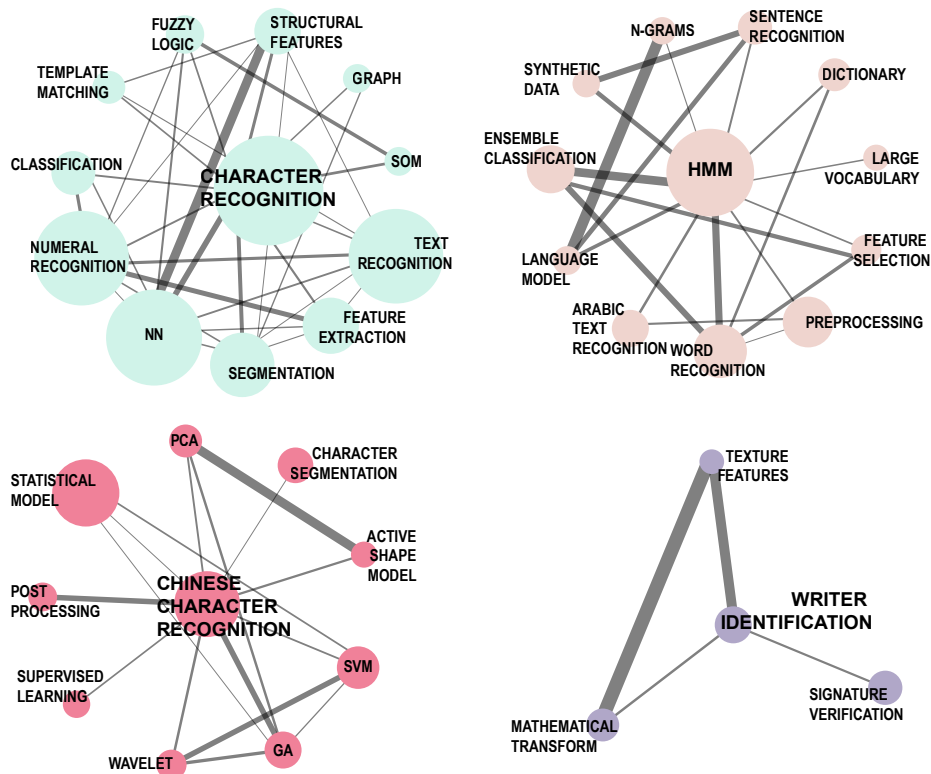 FUZZY
LOGIC
STRUCTURAL
FEATURES
TEMPLATE
MATCHING
GRAPH
CLASSIFICATION
SOM
CHARACTER
RECOGNITION
NUMERAL
RECOGNITION
TEXT
RECOGNITION
NN
FEATURE
EXTRACTION
SEGMENTATION
N-GRAMS
SENTENCE
RECOGNITION
SYNTHETIC
DATA
DICTIONARY
ENSEMBLE
CLASSIFICATION
HMM
LARGE
VOCABULARY
LANGUAGE
MODEL
FEATURE
SELECTION
ARABIC
TEXT
RECOGNITION
WORD
RECOGNITION
PREPROCESSING
PCA
CHARACTER
SEGMENTATION
STATISTICAL
MODEL
ACTIVE
SHAPE
MODEL
POST
PROCESSING
CHINESE
CHARACTER
RECOGNITION
SUPERVISED
LEARNING
SVM
WAVELET
GA
TEXTURE
FEATURES
WRITER
IDENTIFICATION
MATHEMATICAL
TRANSFORM
SIGNATURE
VERIFICATION